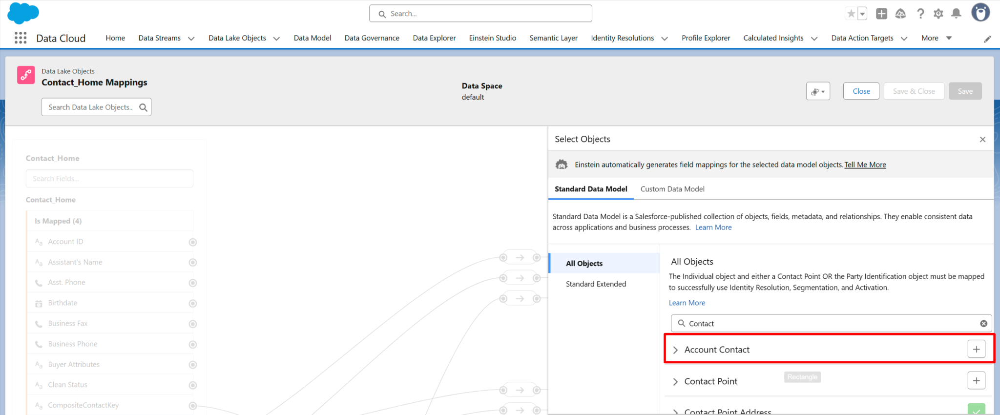 Search...
Data Cloud
Home
Data Streams
Data Lake Objects
Data Model
Data Governance
Data Explorer
Einstein Studio
Semantic Layer
Identity Resolutions
Profile Explorer
Calculated Insights
Data Action Targets
More
Data Lake Objects
Contact_Home Mappings
Search Data Lake Objects..
Data Space
default
Close
Save & Close
Save
Contact_Home
Search Fields...
Contact_Home
Is Mapped (4)
Account ID
Assistant's Name
Asst. Phone
Birthdate
Business Fax
Business Phone
Buyer Attributes
Clean Status
CompositeContactKey
Select Objects
Einstein automatically generates field mappings for the selected data model objects. Tell Me More
Standard Data Model
Custom Data Model
Standard Data Model is a Salesforce-published collection of objects, fields, metadata, and relationships. They enable consistent data
across applications and business processes. Learn More
All Objects
Standard Extended
All Objects
The Individual object and either a Contact Point OR the Party Identification object must be mapped
to successfully use Identity Resolution, Segmentation, and Activation.
Learn More
Contact
Account Contact
Rectangle
Contact Point
Contact Point Address